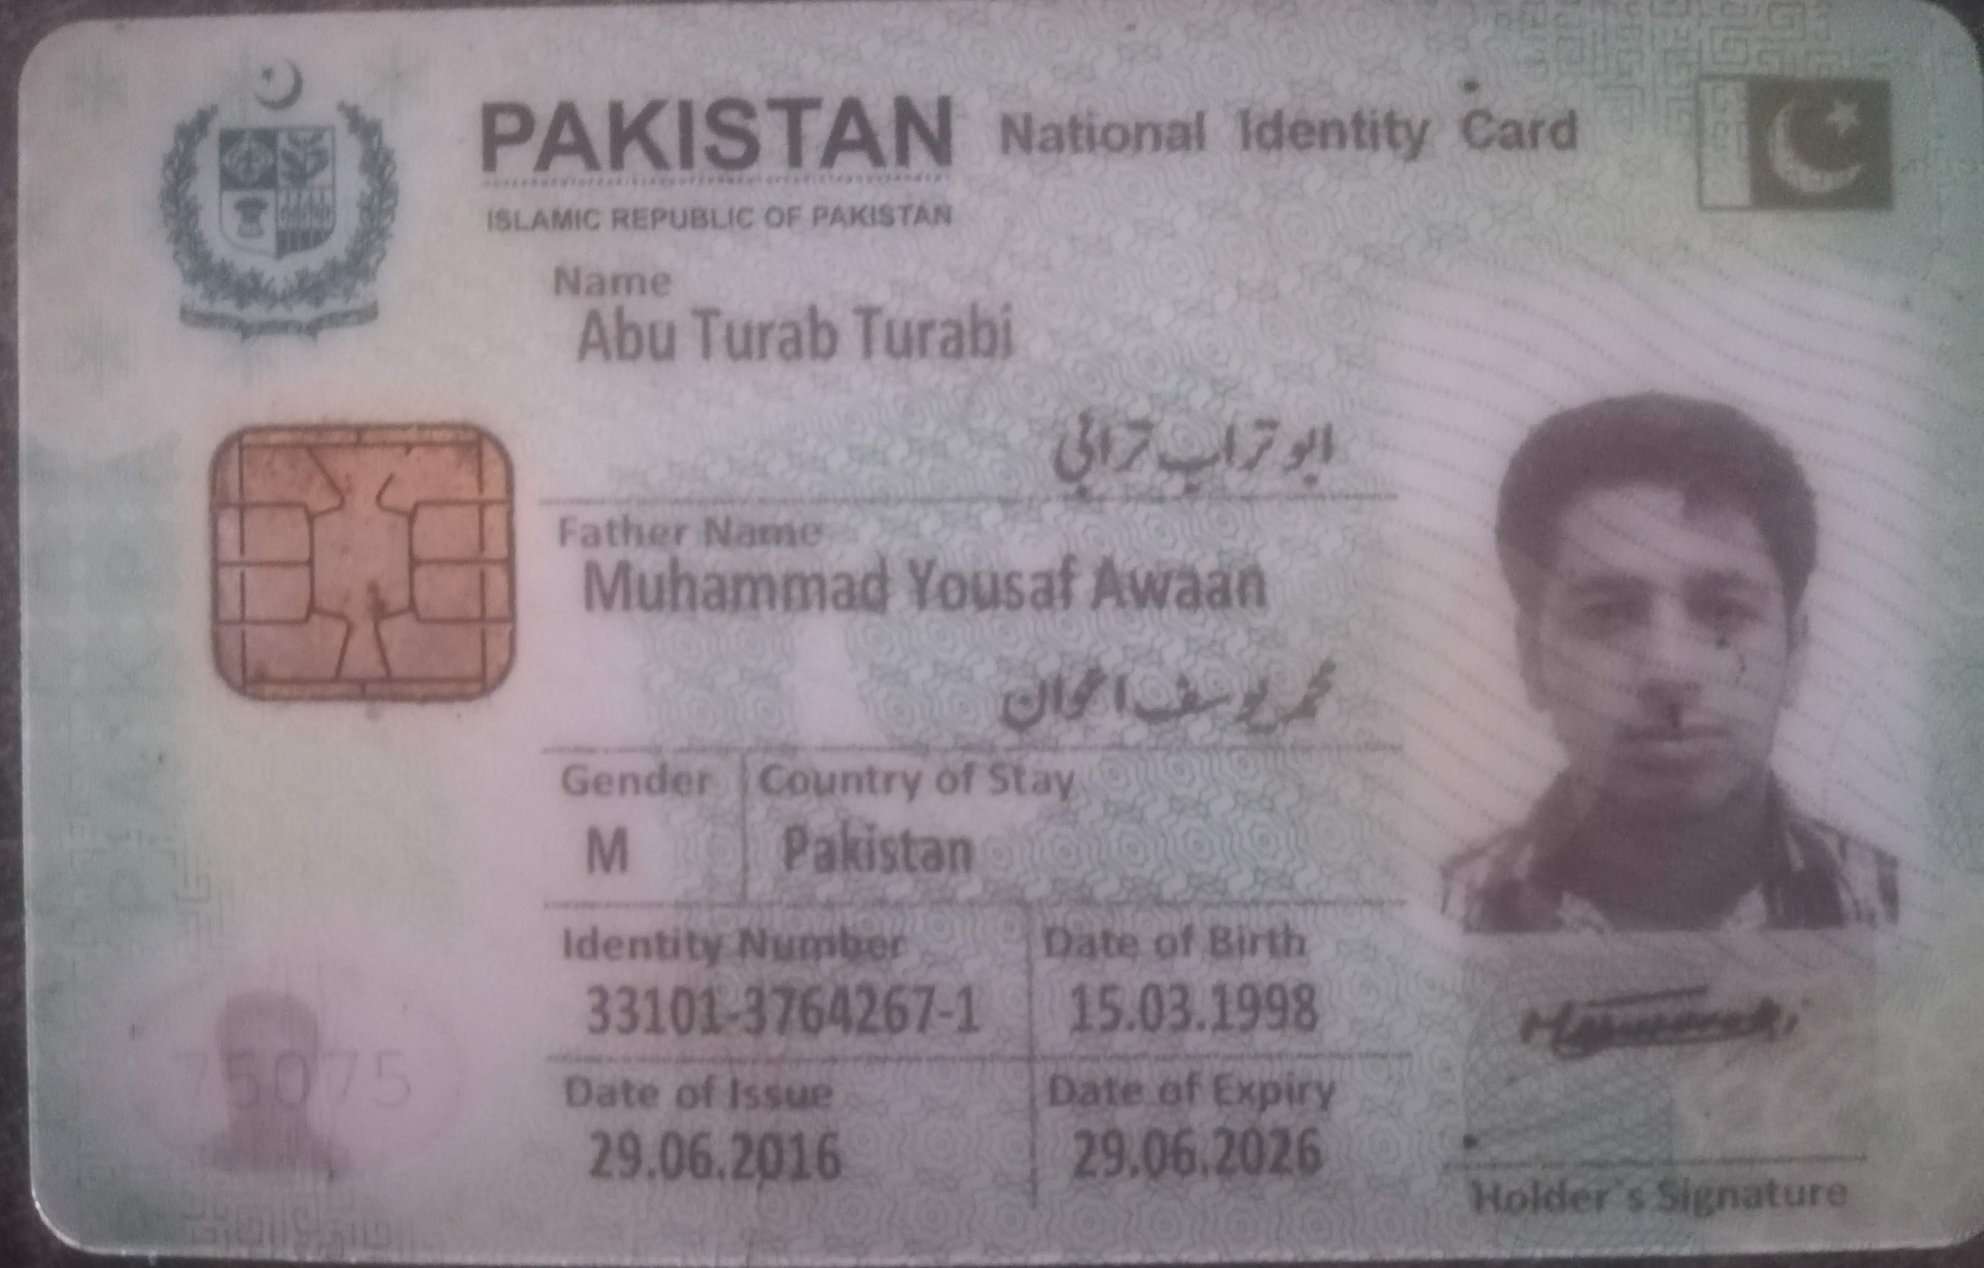 PAKISTAN National Identity Card
ISLAMIC REPUBLIC OF PAKISTAN
Name
Abu Turab Turabi
ابو تراب ترابی
Father Name
Muhammad Yousaf Awaan
محمد یوسف اعوان
Gender Country of Stay
M Pakistan
Identity Number Date of Birth
33101-3764267-1 15.03.1998
Date of Issue Date of Expiry
29.06.2016 29.06.2026
75075
Holder's Signature